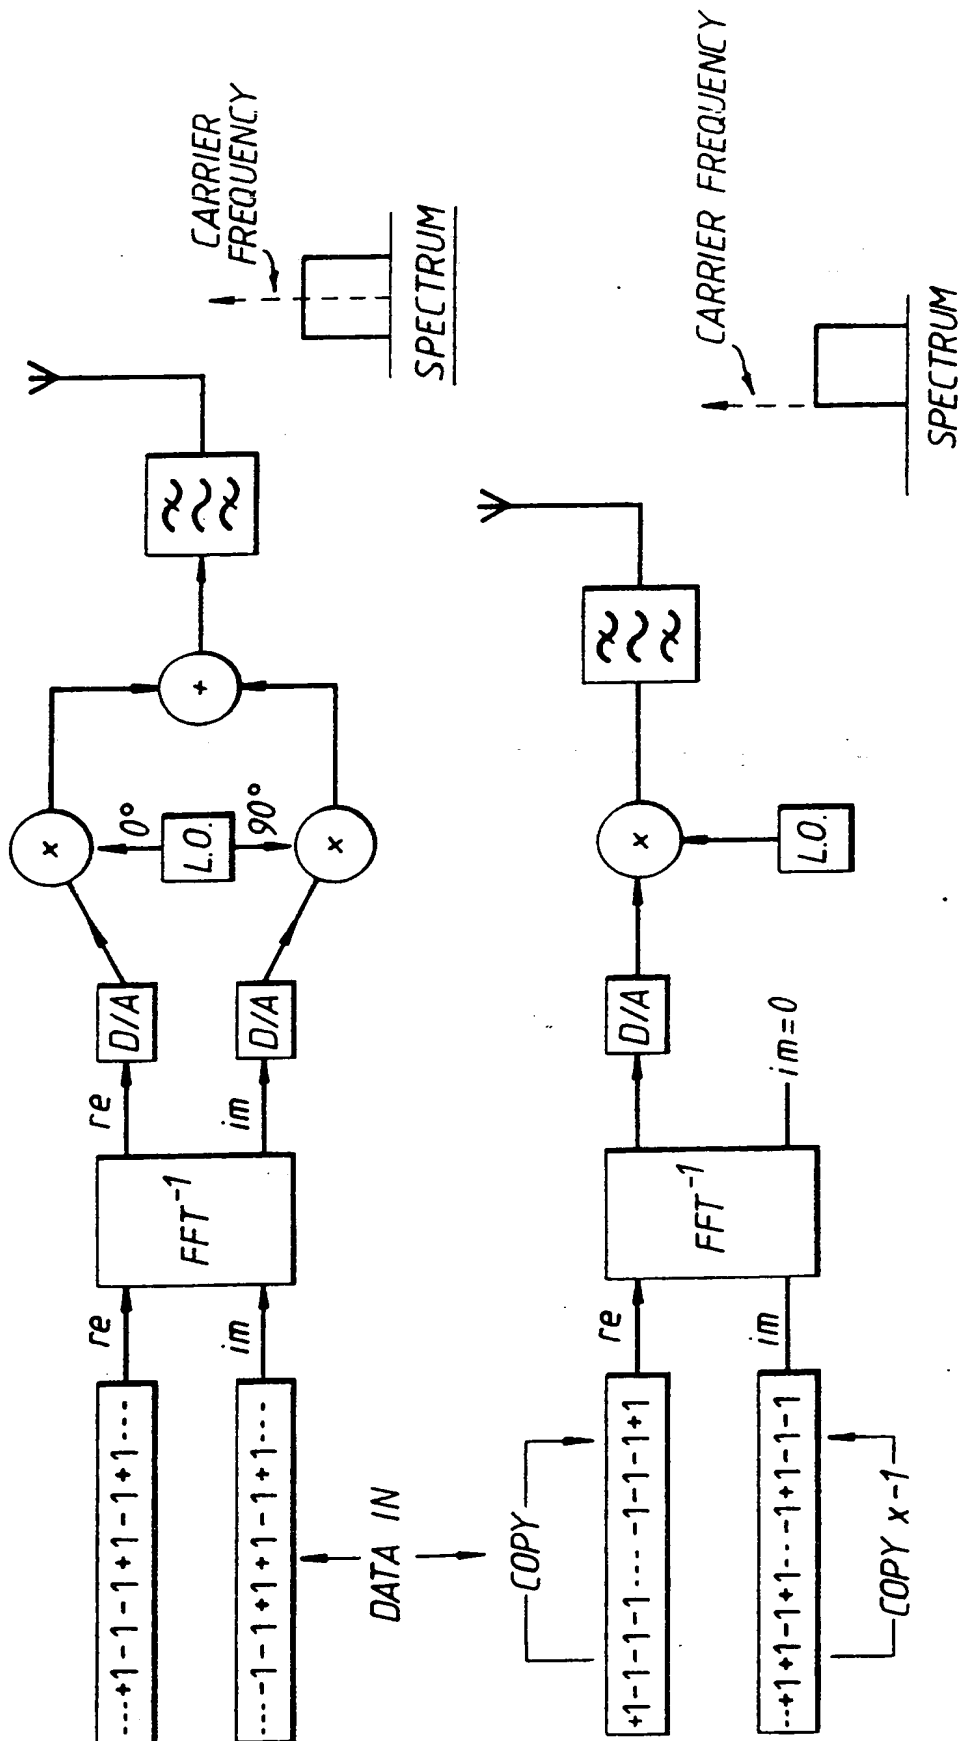 ---+1-1-1+1-1-1+1---
re
FFT⁻¹
re
D/A
x
0°
L.O.
90°
+
CARRIER
FREQUENCY
SPECTRUM
----1-1+1+1-1-1+1---
im
im
D/A
x
DATA IN
COPY
+1-1-1-1--- -1-1-1+1
re
FFT⁻¹
D/A
x
L.O.
CARRIER FREQUENCY
SPECTRUM
--+1+1-1+1---1+1-1-1
im
im=0
COPY x-1